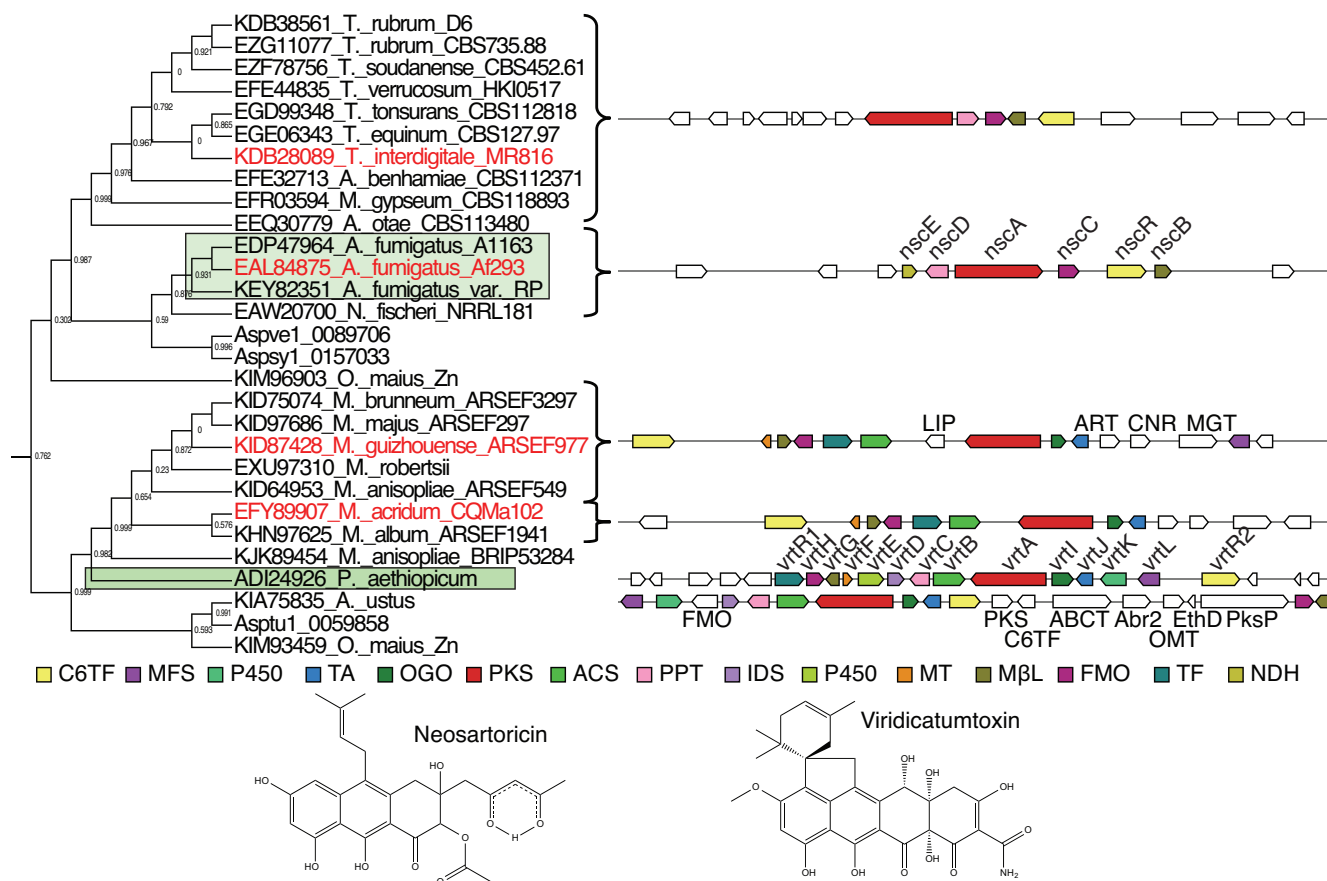 KDB38561_T._rubrum_D6
EZG11077_T._rubrum_CBS735.88
EZF78756_T._soudanense_CBS452.61
EFE44835_T._verrucosum_HKI0517
EGD99348_T._tonsurans_CBS112818
EGE06343_T._equinum_CBS127.97
KDB28089_T._interdigitale_MR816
EFE32713_A._benhamiae_CBS112371
EFR03594_M._gypseum_CBS118893
EEQ30779_A._otae_CBS113480
EDP47964_A._fumigatus_A1163
EAL84875_A._fumigatus_Af293
KEY82351_A._fumigatus_var._RP
EAW20700_N._fischeri_NRRL181
Aspve1_0089706
Aspsy1_0157033
KIM96903_O._maius_Zn
KID75074_M._brunneum_ARSEF3297
KID97686_M._majus_ARSEF297
KID87428_M._guizhouense_ARSEF977
EXU97310_M._robertsii
KID64953_M._anisopliae_ARSEF549
EFY89907_M._acridum_CQMa102
KHN97625_M._album_ARSEF1941
KJK89454_M._anisopliae_BRIP53284
ADI24926_P._aethiopicum
KIA75835_A._ustus
Asptu1_0059858
KIM93459_O._maius_Zn
0.921
0
0.792
0.865
0
0.967
0.976
0.999
0.987
0.931
0.876
0.59
0.996
0.302
0.762
0
0.872
0.23
0.654
0.576
0.999
0.982
0.999
0.991
0.593
nscE nscD nscA nscC nscR nscB
LIP ART CNR MGT
vrtR1 vrtH vrtG vrtF vrtE vrtD vrtC vrtB vrtA vrtI vrtJ vrtK vrtL vrtR2
FMO PKS C6TF ABCT Abr2 OMT EthD PksP
C6TF MFS P450 TA OGO PKS ACS PPT IDS P450 MT MβL FMO TF NDH
Neosartoricin
HO
OH
HO
O
O
O
H
O
O
HO
Viridicatumtoxin
O
OH
OH
OH
OH
OH
OH
O
OH
O
O
NH₂